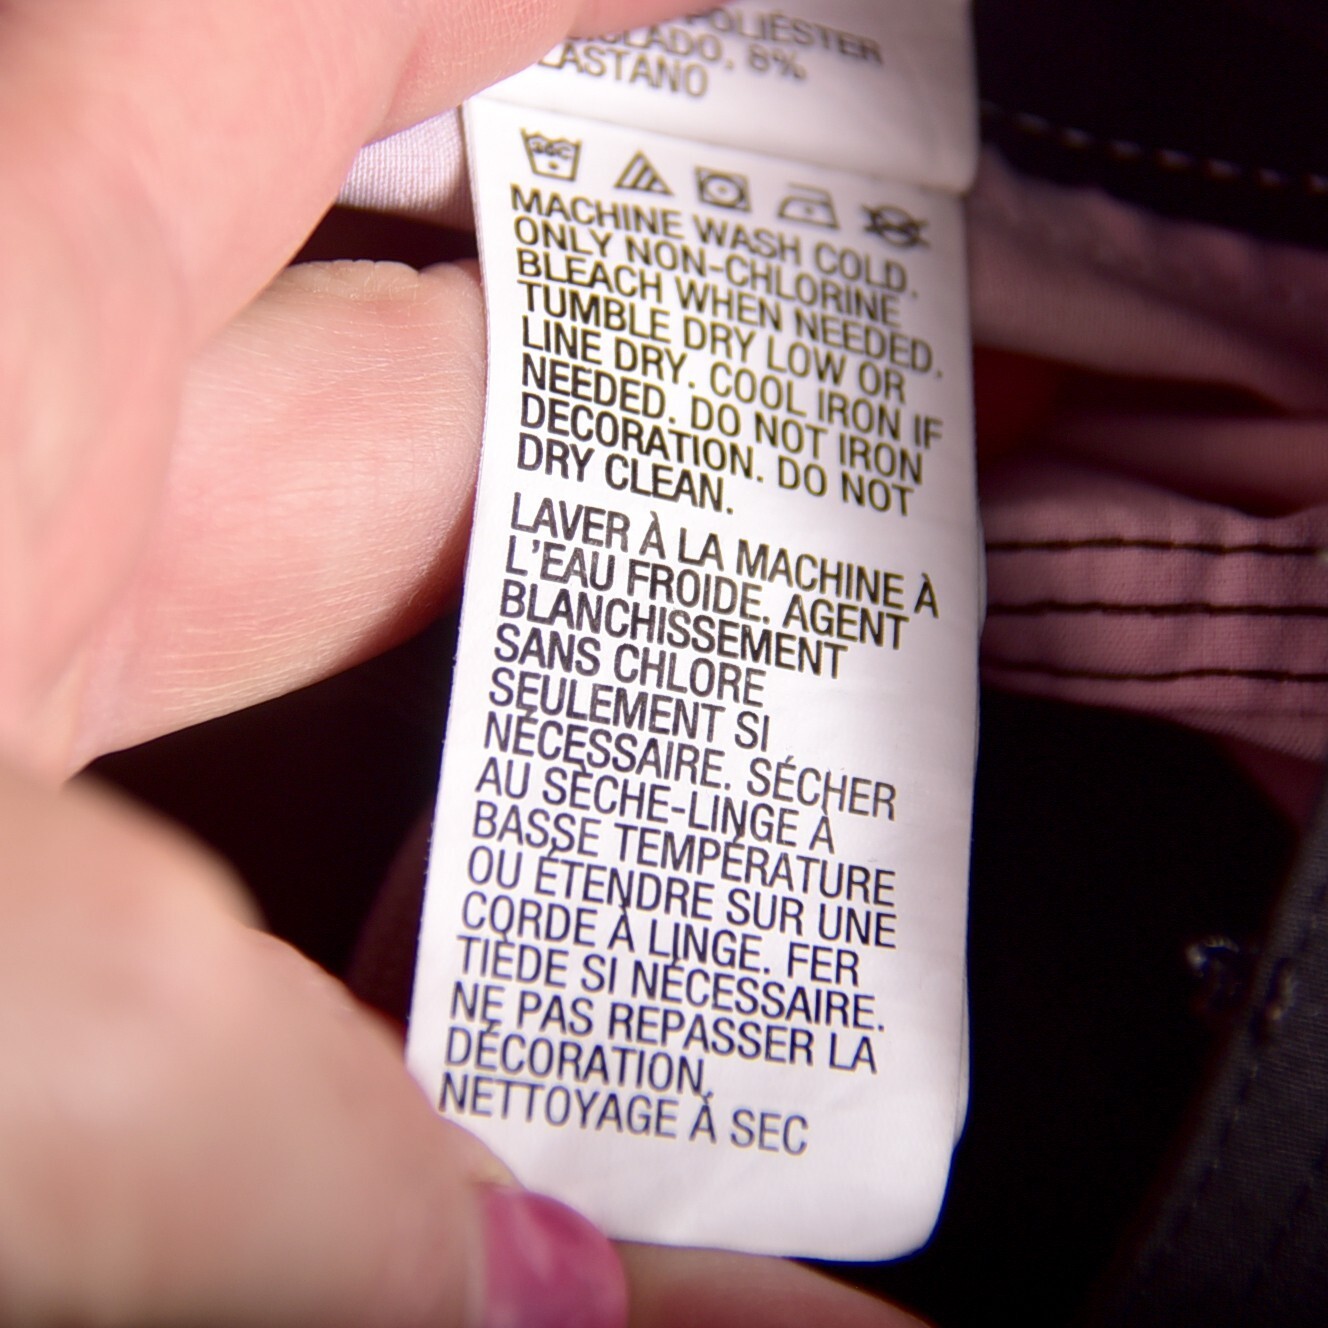 POLIÉSTER
8%
MACHINE WASH COLD.
ONLY NON-CHLORINE
BLEACH WHEN NEEDED.
TUMBLE DRY LOW OR
LINE DRY. COOL IRON IF
NEEDED. DO NOT IRON
DECORATION. DO NOT
DRY CLEAN.
LAVER À LA MACHINE À
L'EAU FROIDE. AGENT
BLANCHISSEMENT
SANS CHLORE
SEULEMENT SI
NÉCESSAIRE. SÉCHER
AU SÈCHE-LINGE À
BASSE TEMPÉRATURE
OU ÉTENDRE SUR UNE
CORDE À LINGE. FER
TIÈDE SI NÉCESSAIRE.
NE PAS REPASSER LA
DÉCORATION.
NETTOYAGE À SEC